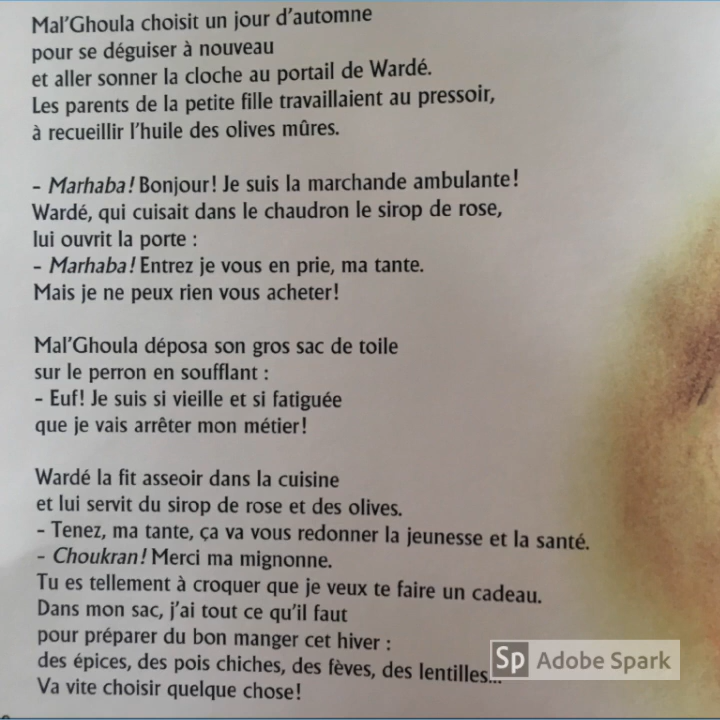 Mal'Ghoula choisit un jour d'automne
pour se déguiser à nouveau
et aller sonner la cloche au portail de Wardé.
Les parents de la petite fille travaillaient au pressoir,
à recueillir l'huile des olives mûres.
- Marhaba! Bonjour! Je suis la marchande ambulante!
Wardé, qui cuisait dans le chaudron le sirop de rose,
lui ouvrit la porte :
- Marhaba! Entrez je vous en prie, ma tante.
Mais je ne peux rien vous acheter!
Mal'Ghoula déposa son gros sac de toile
sur le perron en soufflant :
- Euf! Je suis si vieille et si fatiguée
que je vais arrêter mon métier!
Wardé la fit asseoir dans la cuisine
et lui servit du sirop de rose et des olives.
- Tenez, ma tante, ça va vous redonner la jeunesse et la santé.
- Choukran! Merci ma mignonne.
Tu es tellement à croquer que je veux te faire un cadeau.
Dans mon sac, j'ai tout ce qu'il faut
pour préparer du bon manger cet hiver :
des épices, des pois chiches, des fèves, des lentilles...
Va vite choisir quelque chose!
Sp Adobe Spark